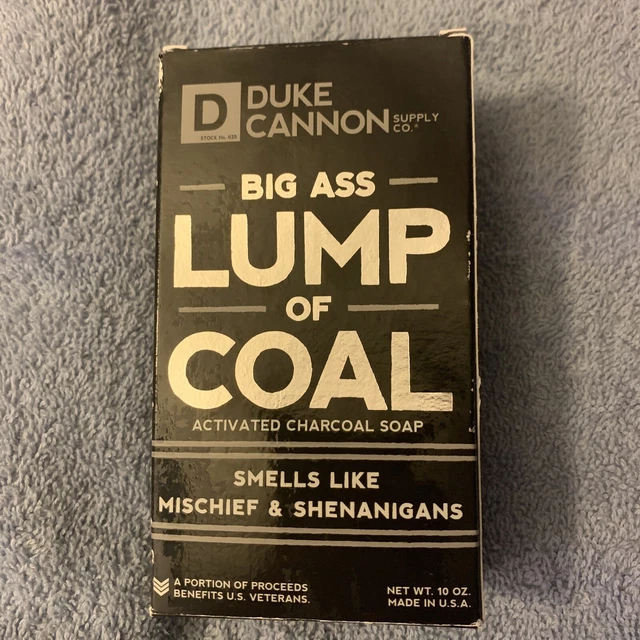 D
STOCK No. 039
DUKE
CANNON
SUPPLY
CO.®
BIG ASS
LUMP
OF
COAL
ACTIVATED CHARCOAL SOAP
SMELLS LIKE
MISCHIEF & SHENANIGANS
A PORTION OF PROCEEDS
BENEFITS U.S. VETERANS.
NET WT. 10 OZ.
MADE IN U.S.A.